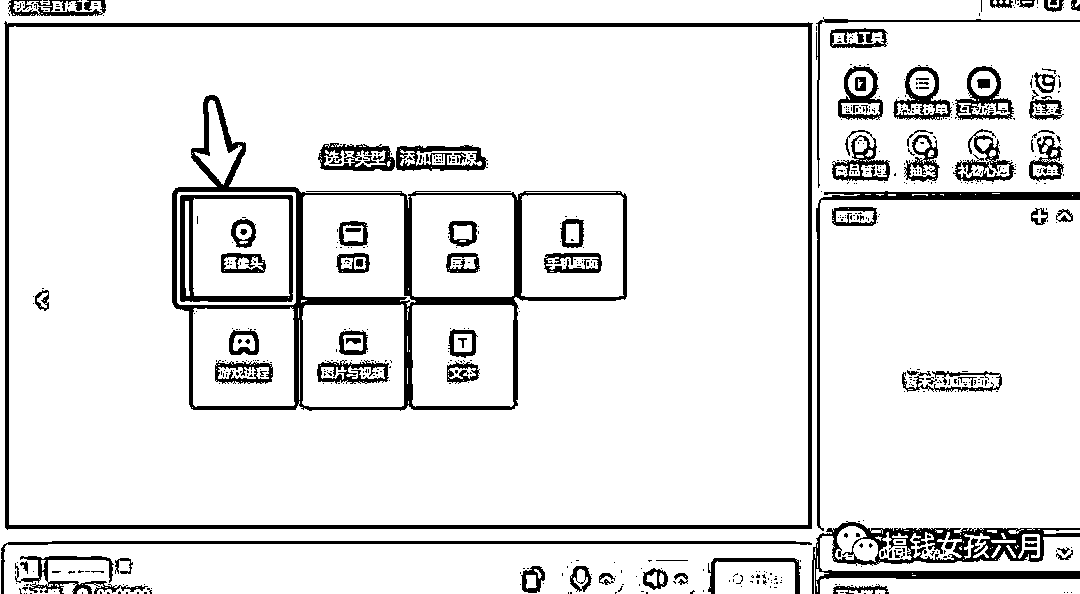 视频号直播工具
直播工具
画面源 热度榜单 互动消息 连麦
商品管理 抽奖 礼物心愿 歌单
选择类型，添加画面源。
摄像头 窗口 屏幕 手机画面
游戏进程 图片与视频 文本
画面源
暂未添加画面源
搞钱女孩六月